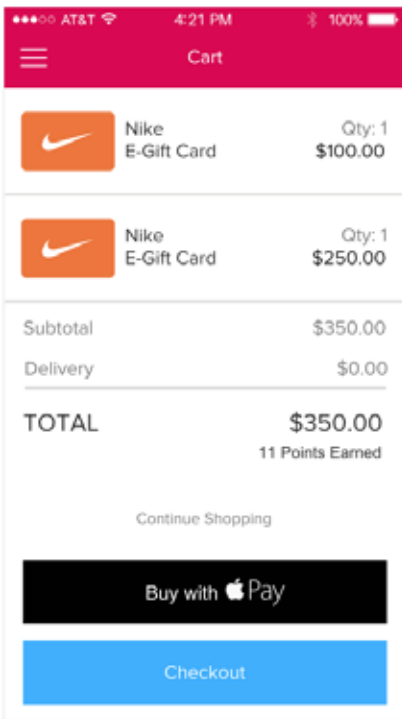 AT&T 4:21 PM 100%
Cart
Nike Qty: 1
E-Gift Card $100.00
Nike Qty: 1
E-Gift Card $250.00
Subtotal $350.00
Delivery $0.00
TOTAL $350.00
11 Points Earned
Continue Shopping
Buy with Pay
Checkout